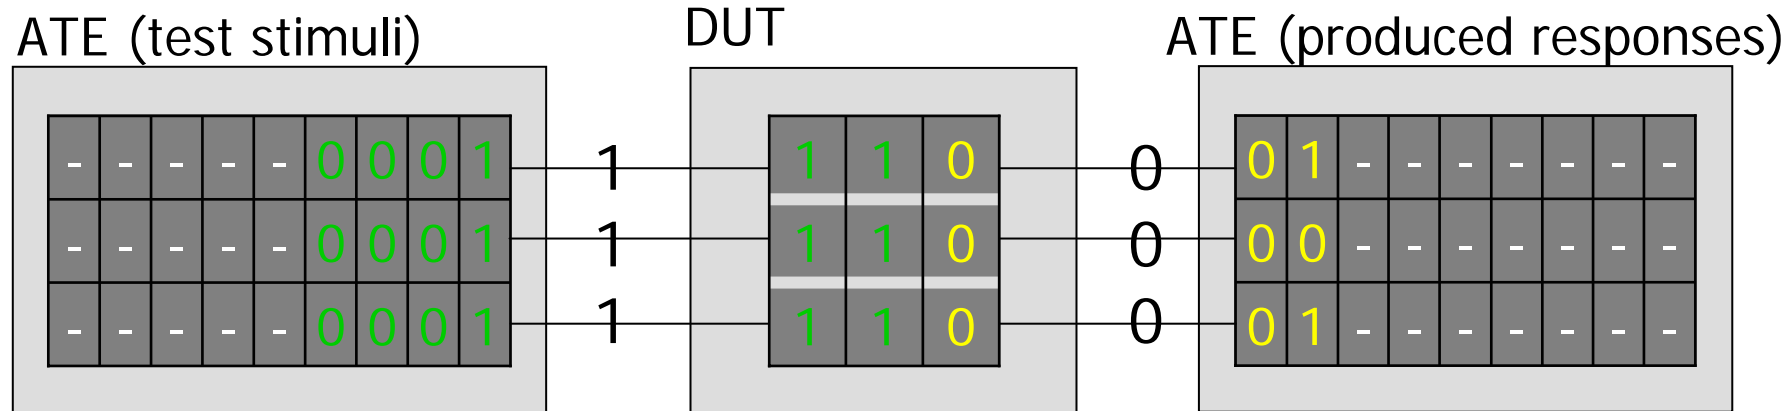 ATE (test stimuli) DUT ATE (produced responses)
- - - - - 0 0 0 1 1 1 1 0 0 0 1 - - - - - - -
- - - - - 0 0 0 1 1 1 1 0 0 0 0 - - - - - - -
- - - - - 0 0 0 1 1 1 1 0 0 0 1 - - - - - - -